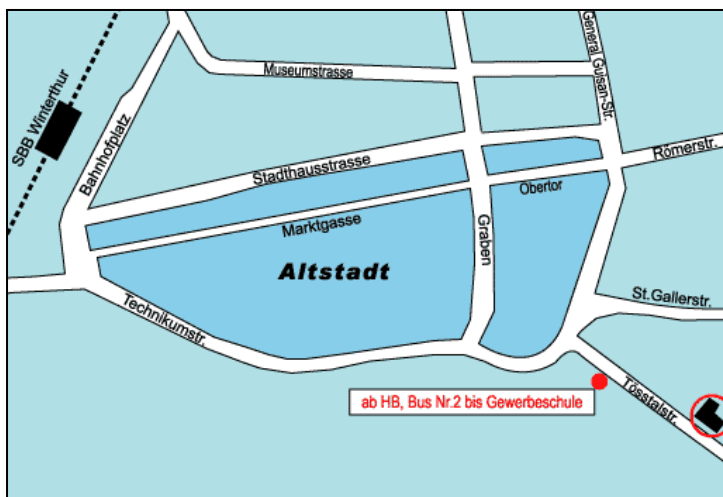 General Guisan-Str.
Museumstrasse
SBB Winterthur
Bahnhofplatz
Stadthausstrasse
Römerstr.
Obertor
Marktgasse
Graben
Altstadt
St.Gallerstr.
Technikumstr.
ab HB, Bus Nr.2 bis Gewerbeschule
Tösstalstr.